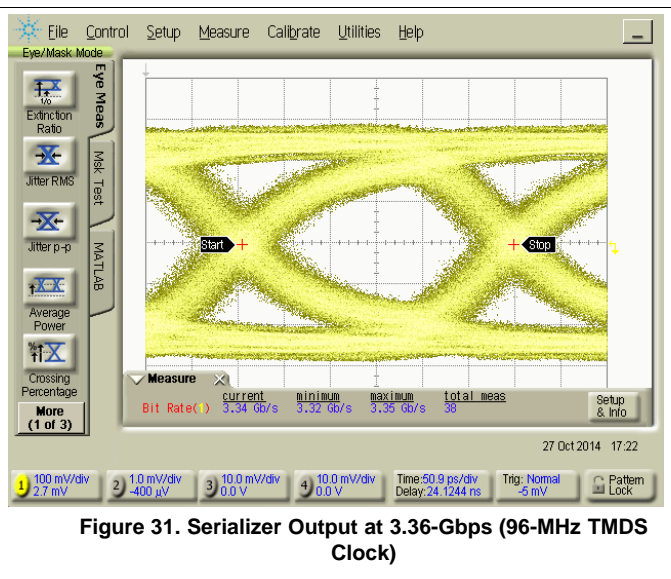 File Control Setup Measure Calibrate Utilities Help
Eye/Mask Mode
Extinction
Ratio
Jitter RMS
Jitter p-p
Average
Power
Crossing
Percentage
More
(1 of 3)
Eye Meas
Msk Test
MATLAB
Start
Stop
Measure
current minimum maximum total meas
Bit Rate(1) 3.34 Gb/s 3.32 Gb/s 3.35 Gb/s 38
Setup
& Info
27 Oct 2014 17:22
1 100 mV/div
2.7 mV
2 1.0 mV/div
-400 µV
3 10.0 mV/div
0.0 V
4 10.0 mV/div
0.0 V
Time:50.9 ps/div
Delay:24.1244 ns
Trig: Normal
-5 mV
Pattern
Lock
Figure 31. Serializer Output at 3.36-Gbps (96-MHz TMDS
Clock)